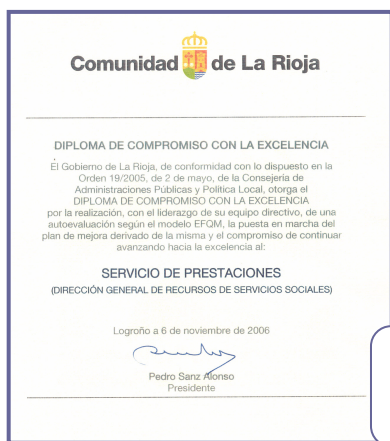 Comunidad de La Rioja
DIPLOMA DE COMPROMISO CON LA EXCELENCIA
El Gobierno de La Rioja, de conformidad con lo dispuesto en la
Orden 19/2005, de 2 de mayo, de la Consejería de
Administraciones Públicas y Política Local, otorga el
DIPLOMA DE COMPROMISO CON LA EXCELENCIA
por la realización, con el liderazgo de su equipo directivo, de una
autoevaluación según el modelo EFQM, la puesta en marcha del
plan de mejora derivado de la misma y el compromiso de continuar
avanzando hacia la excelencia al:
SERVICIO DE PRESTACIONES
(DIRECCIÓN GENERAL DE RECURSOS DE SERVICIOS SOCIALES)
Logroño a 6 de noviembre de 2006
Pedro Sanz Alonso
Presidente